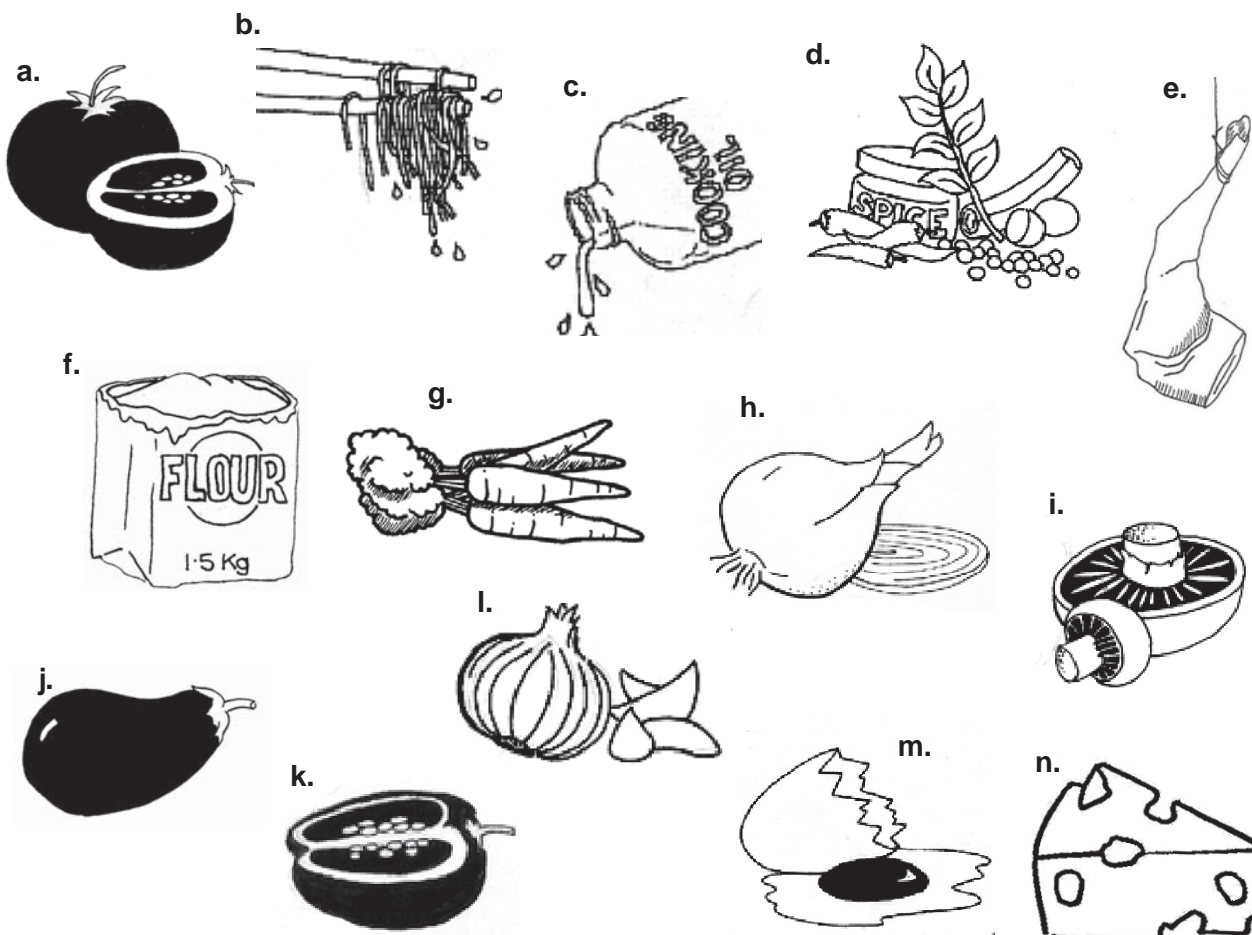 a.
b.
c.
COOKING
OIL
d.
SPICE
e.
f.
FLOUR
1·5 Kg
g.
h.
i.
j.
k.
l.
m.
n.